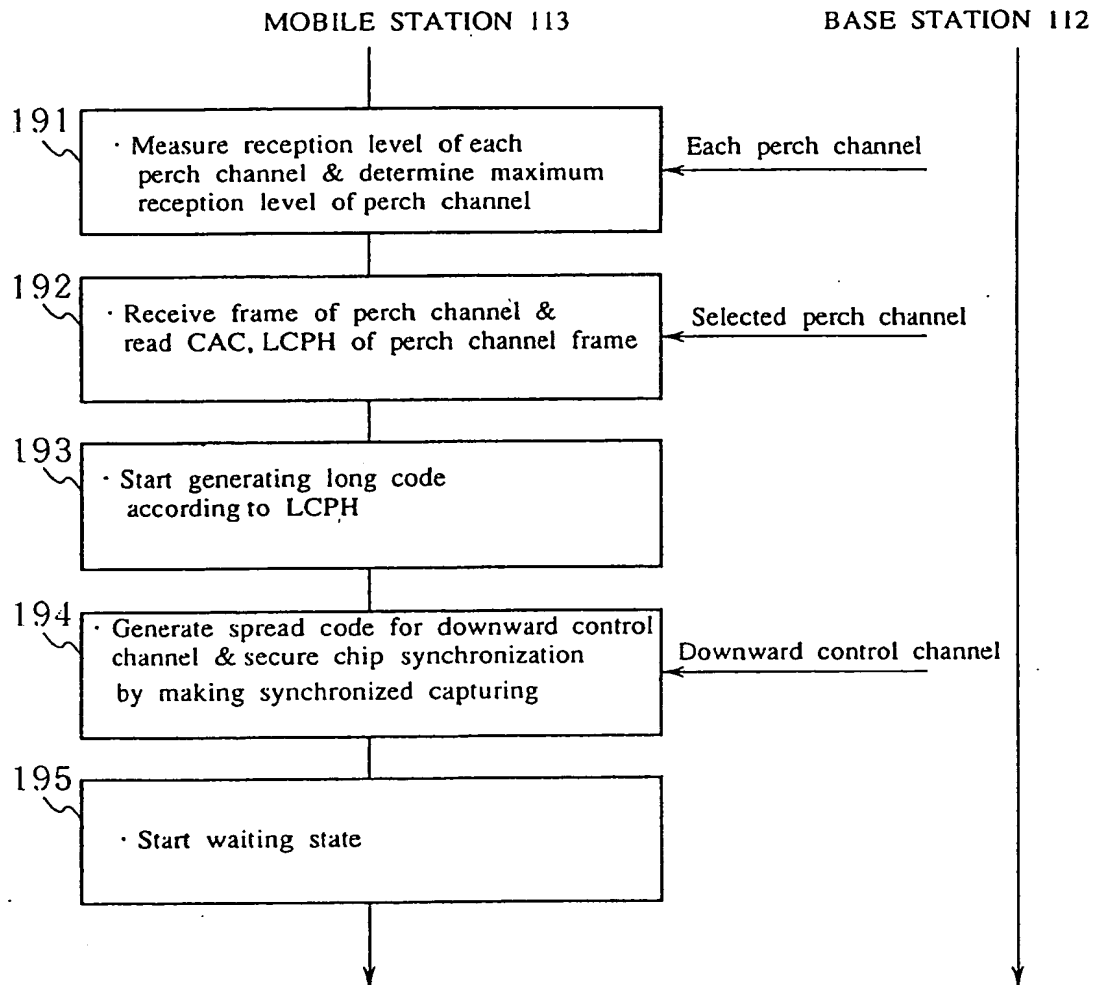 MOBILE STATION 113
BASE STATION 112
191
· Measure reception level of each
perch channel & determine maximum
reception level of perch channel
Each perch channel
192
· Receive frame of perch channel &
read CAC, LCPH of perch channel frame
Selected perch channel
193
· Start generating long code
according to LCPH
194
· Generate spread code for downward control
channel & secure chip synchronization
by making synchronized capturing
Downward control channel
195
· Start waiting state